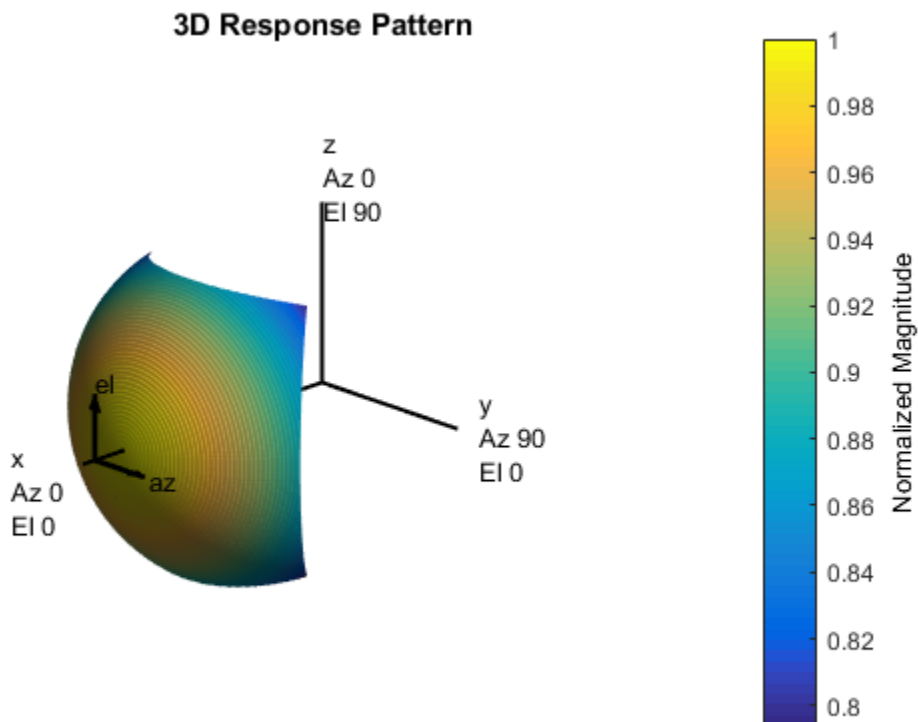 3D Response Pattern
z
Az 0
El 90
el
az
x
Az 0
El 0
y
Az 90
El 0
1
0.98
0.96
0.94
0.92
0.9
0.88
0.86
0.84
0.82
0.8
Normalized Magnitude